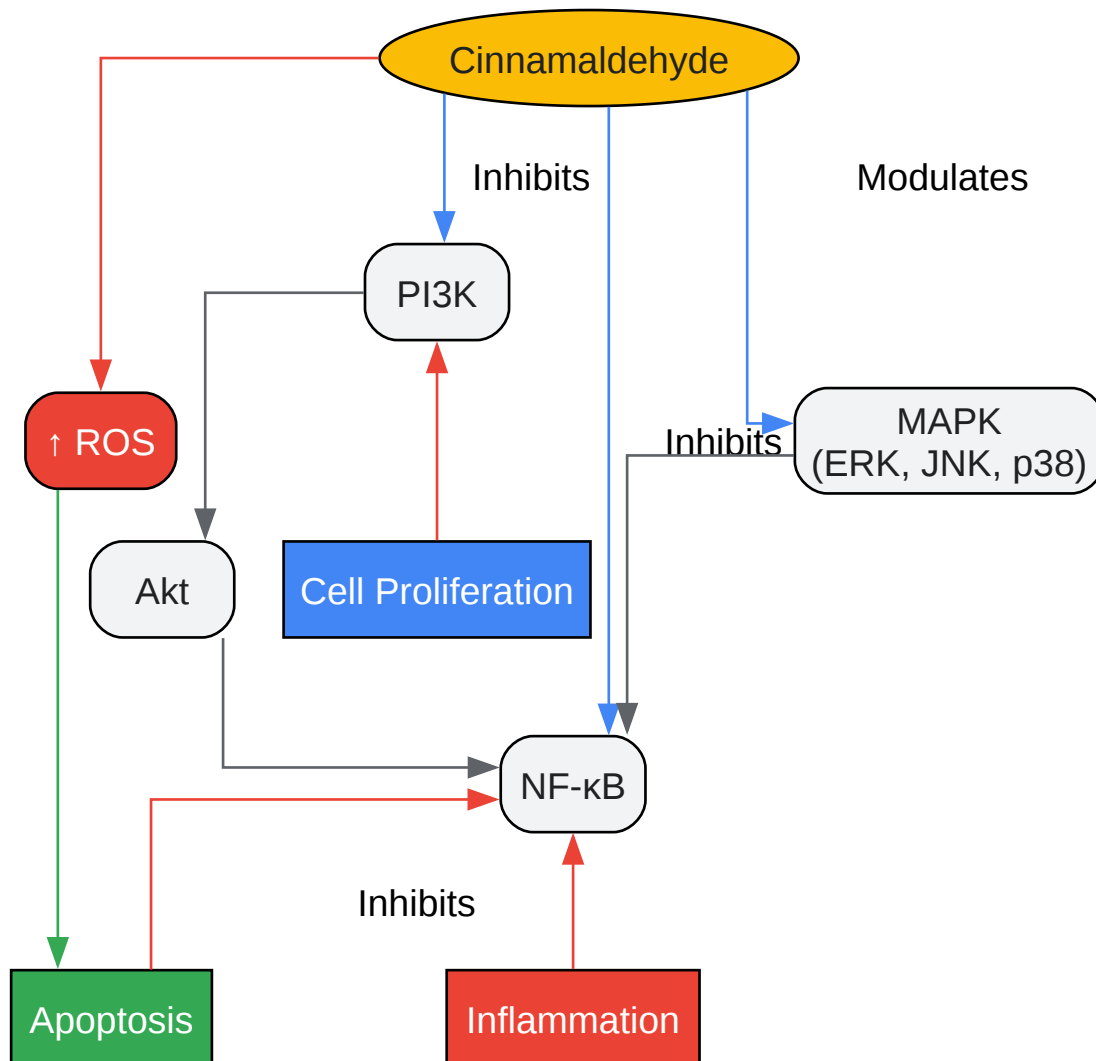 Cinnamaldehyde
Inhibits
Modulates
PI3K
↑ ROS
Inhibits
MAPK
(ERK, JNK, p38)
Akt
Cell Proliferation
NF-κB
Inhibits
Apoptosis
Inflammation